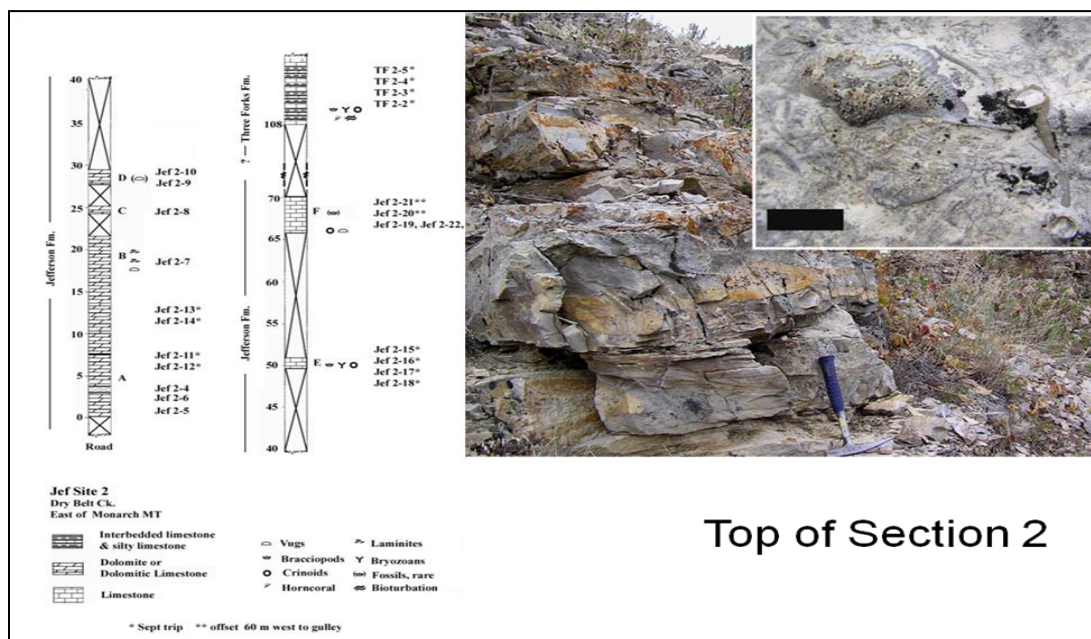 40
35
30
D Jef 2-10
Jef 2-9
25
C Jef 2-8
20
B Jef 2-7
15
Jef 2-13*
Jef 2-14*
10
Jef 2-11*
Jef 2-12*
5
A Jef 2-4
Jef 2-6
Jef 2-5
0
Road
Jefferson Fm.
TF 2-5*
TF 2-4*
TF 2-3*
TF 2-2*
108
? — Three Forks Fm.
70
F Jef 2-21**
Jef 2-20**
Jef 2-19, Jef 2-22,
65
55
50
E Jef 2-15*
Jef 2-16*
Jef 2-17*
Jef 2-18*
50
45
40
Jefferson Fm.
Jef Site 2
Dry Belt Ck.
East of Monarch MT
Interbedded limestone
& silty limestone
Dolomite or
Dolomitic Limestone
Limestone
Vugs
Bracciopods
Crinoids
Horncoral
Laminites
Bryozoans
Fossils, rare
Bioturbation
* Sept trip ** offset 60 m west to gulley
Top of Section 2